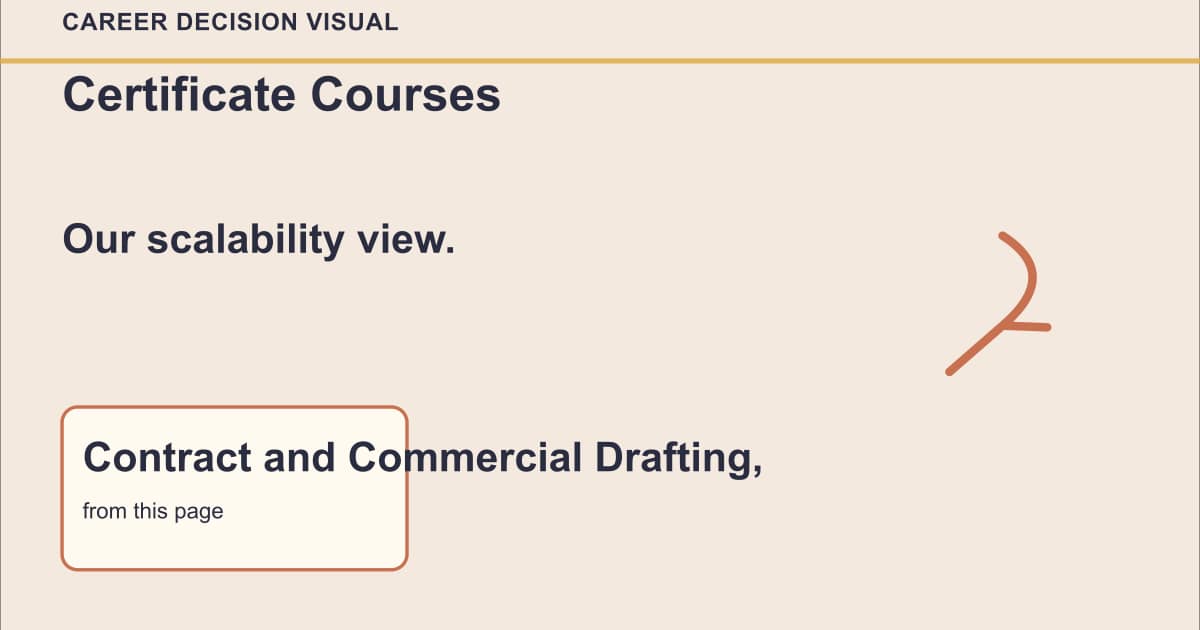 CAREER DECISION VISUAL
Certificate Courses
Our scalability view.
Contract and Commercial Drafting,
from this page